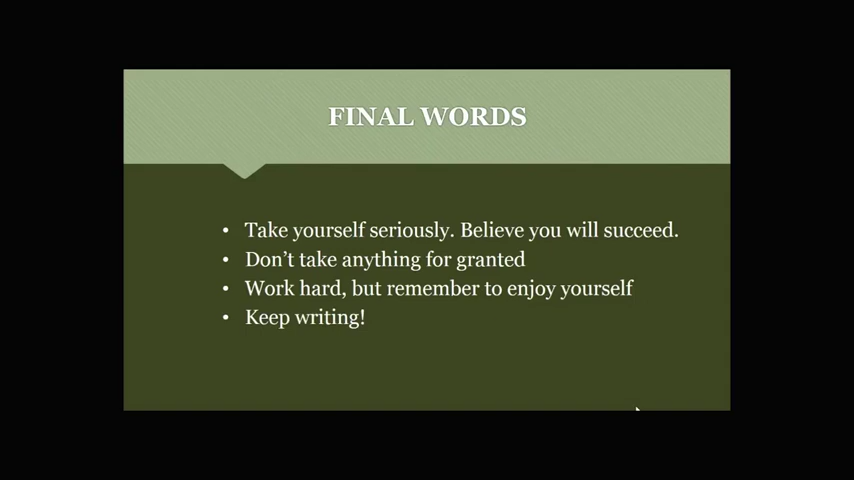 FINAL WORDS
• Take yourself seriously. Believe you will succeed.
• Don’t take anything for granted
• Work hard, but remember to enjoy yourself
• Keep writing!